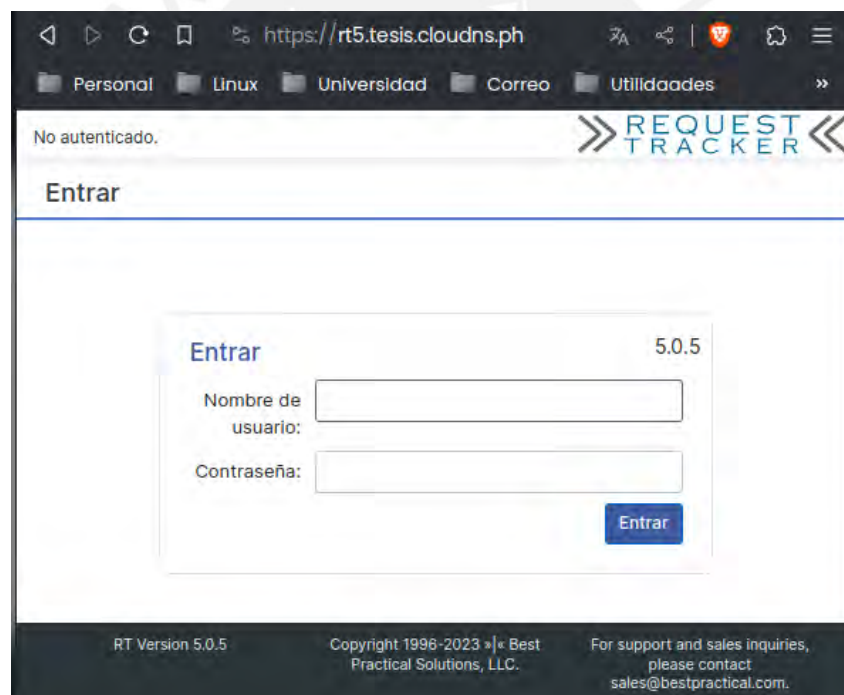 https://rt5.tesis.cloudns.ph
Personal Linux Universidad Correo Utilidaades »
No autenticado.
REQUEST
TRACKER
Entrar
Entrar 5.0.5
Nombre de
usuario:
Contraseña:
Entrar
RT Version 5.0.5
Copyright 1996-2023 »|« Best
Practical Solutions, LLC.
For support and sales inquiries,
please contact
sales@bestpractical.com.